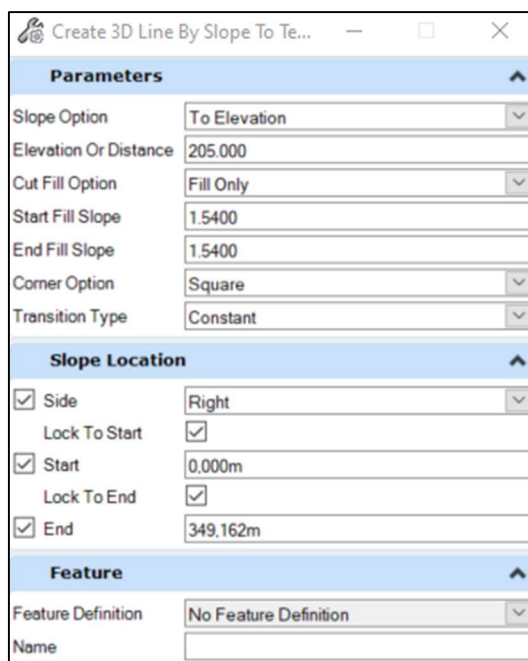 Create 3D Line By Slope To Te...
Parameters
Slope Option To Elevation
Elevation Or Distance 205.000
Cut Fill Option Fill Only
Start Fill Slope 1.5400
End Fill Slope 1.5400
Corner Option Square
Transition Type Constant
Slope Location
Side Right
Lock To Start
Start 0,000m
Lock To End
End 349,162m
Feature
Feature Definition No Feature Definition
Name